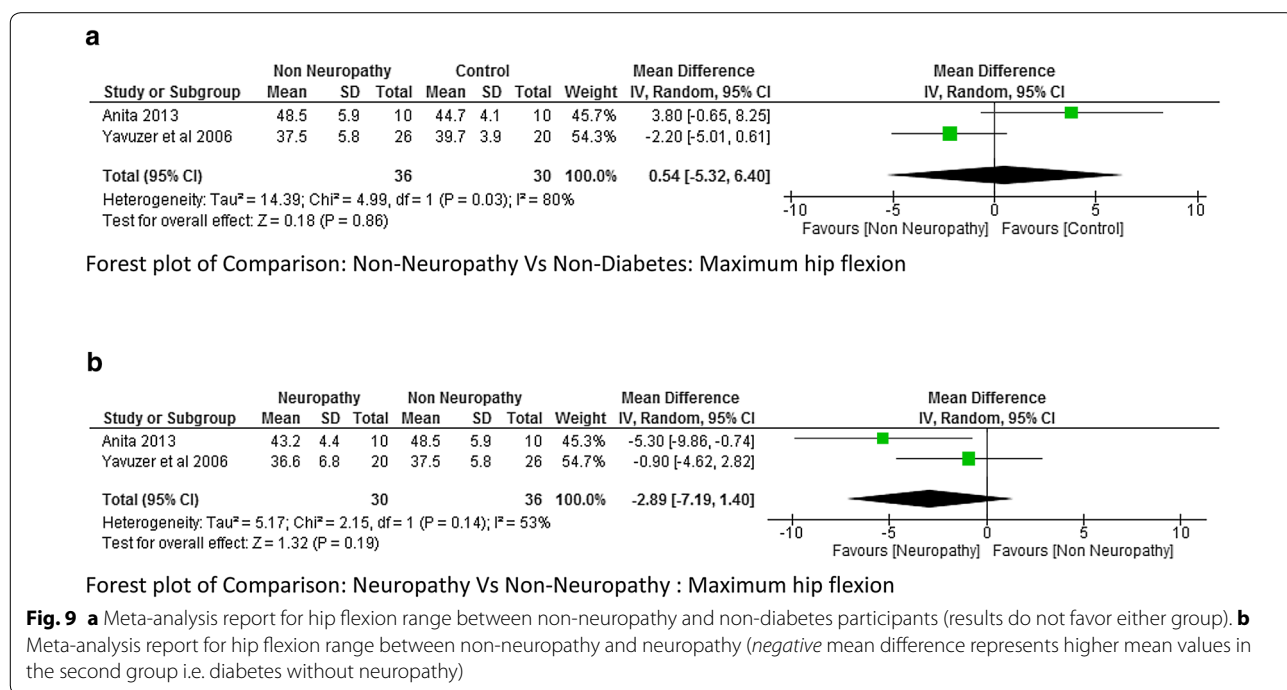 a
Non Neuropathy Control Mean Difference Mean Difference
Study or Subgroup Mean SD Total Mean SD Total Weight IV, Random, 95% CI IV, Random, 95% CI
Anita 2013 48.5 5.9 10 44.7 4.1 10 45.7% 3.80 [-0.65, 8.25]
Yavuzer et al 2006 37.5 5.8 26 39.7 3.9 20 54.3% -2.20 [-5.01, 0.61]
Total (95% CI) 36 30 100.0% 0.54 [-5.32, 6.40]
Heterogeneity: Tau² = 14.39; Chi² = 4.99, df = 1 (P = 0.03); I² = 80%
Test for overall effect: Z = 0.18 (P = 0.86)
-10 -5 0 5 10
Favours [Non Neuropathy] Favours [Control]
Forest plot of Comparison: Non-Neuropathy Vs Non-Diabetes: Maximum hip flexion
b
Neuropathy Non Neuropathy Mean Difference Mean Difference
Study or Subgroup Mean SD Total Mean SD Total Weight IV, Random, 95% CI IV, Random, 95% CI
Anita 2013 43.2 4.4 10 48.5 5.9 10 45.3% -5.30 [-9.86, -0.74]
Yavuzer et al 2006 36.6 6.8 20 37.5 5.8 26 54.7% -0.90 [-4.62, 2.82]
Total (95% CI) 30 36 100.0% -2.89 [-7.19, 1.40]
Heterogeneity: Tau² = 5.17; Chi² = 2.15, df = 1 (P = 0.14); I² = 53%
Test for overall effect: Z = 1.32 (P = 0.19)
-10 -5 0 5 10
Favours [Neuropathy] Favours [Non Neuropathy]
Forest plot of Comparison: Neuropathy Vs Non-Neuropathy : Maximum hip flexion
Fig. 9 a Meta-analysis report for hip flexion range between non-neuropathy and non-diabetes participants (results do not favor either group). b
Meta-analysis report for hip flexion range between non-neuropathy and neuropathy (negative mean difference represents higher mean values in
the second group i.e. diabetes without neuropathy)